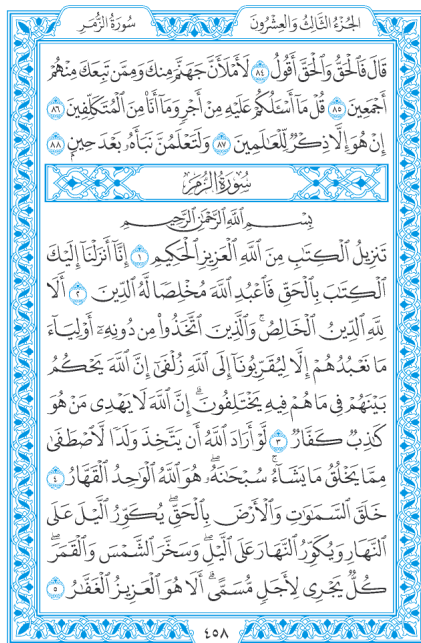 الجُزءُ الثَّالِثُ وَالعِشْرُونَ سُورَةُ الزُّمَرِ
قَالَ فَٱلْحَقُّ وَٱلْحَقَّ أَقُولُ ٨٤ لَأَمْلَأَنَّ جَهَنَّمَ مِنكَ وَمِمَّن تَبِعَكَ مِنْهُمْ
أَجْمَعِينَ ٨٥ قُلْ مَآ أَسْـَٔلُكُمْ عَلَيْهِ مِنْ أَجْرٍ وَمَآ أَنَا۠ مِنَ ٱلْمُتَكَلِّفِينَ ٨٦
إِنْ هُوَ إِلَّا ذِكْرٌ لِّلْعَٰلَمِينَ ٨٧ وَلَتَعْلَمُنَّ نَبَأَهُۥ بَعْدَ حِينِۭ ٨٨
سُورَةُ الزُّمَرِ
بِسْمِ ٱللَّهِ ٱلرَّحْمَٰنِ ٱلرَّحِيمِ
تَنزِيلُ ٱلْكِتَٰبِ مِنَ ٱللَّهِ ٱلْعَزِيزِ ٱلْحَكِيمِ ١ إِنَّآ أَنزَلْنَآ إِلَيْكَ
ٱلْكِتَٰبَ بِٱلْحَقِّ فَٱعْبُدِ ٱللَّهَ مُخْلِصًا لَّهُ ٱلدِّينَ ٢ أَلَا
لِلَّهِ ٱلدِّينُ ٱلْخَالِصُ ۚ وَٱلَّذِينَ ٱتَّخَذُوا۟ مِن دُونِهِۦٓ أَوْلِيَآءَ
مَا نَعْبُدُهُمْ إِلَّا لِيُقَرِّبُونَآ إِلَى ٱللَّهِ زُلْفَىٰٓ إِنَّ ٱللَّهَ يَحْكُمُ
بَيْنَهُمْ فِى مَا هُمْ فِيهِ يَخْتَلِفُونَ ۗ إِنَّ ٱللَّهَ لَا يَهْدِى مَنْ هُوَ
كَٰذِبٌ كَفَّارٌ ٣ لَّوْ أَرَادَ ٱللَّهُ أَن يَتَّخِذَ وَلَدًا لَّٱصْطَفَىٰ
مِمَّا يَخْلُقُ مَا يَشَآءُ ۚ سُبْحَٰنَهُۥ ۖ هُوَ ٱللَّهُ ٱلْوَٰحِدُ ٱلْقَهَّارُ ٤
خَلَقَ ٱلسَّمَٰوَٰتِ وَٱلْأَرْضَ بِٱلْحَقِّ ۖ يُكَوِّرُ ٱلَّيْلَ عَلَى
ٱلنَّهَارِ وَيُكَوِّرُ ٱلنَّهَارَ عَلَى ٱلَّيْلِ ۖ وَسَخَّرَ ٱلشَّمْسَ وَٱلْقَمَرَ ۖ
كُلٌّ يَجْرِى لِأَجَلٍ مُّسَمًّى ۗ أَلَا هُوَ ٱلْعَزِيزُ ٱلْغَفَّٰرُ ٥
٤٥٨